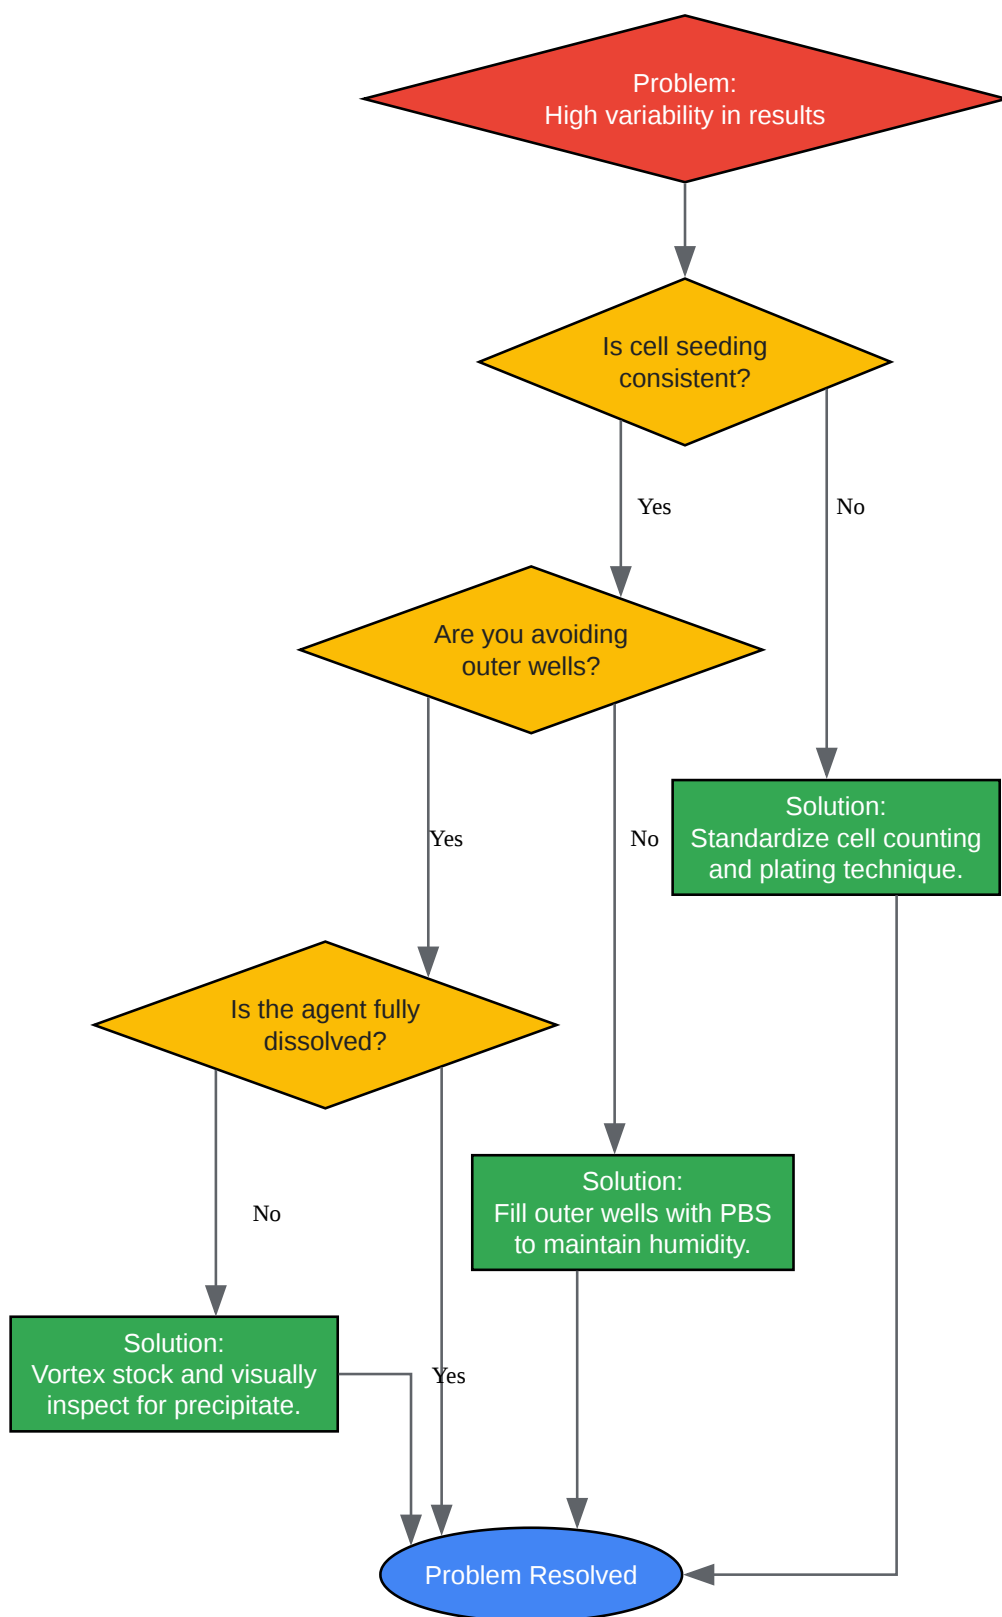 Problem:
High variability in results
Is cell seeding
consistent?
Yes
No
Are you avoiding
outer wells?
Solution:
Standardize cell counting
and plating technique.
Yes
No
Is the agent fully
dissolved?
Solution:
Fill outer wells with PBS
to maintain humidity.
No
Solution:
Vortex stock and visually
inspect for precipitate.
Yes
Problem Resolved